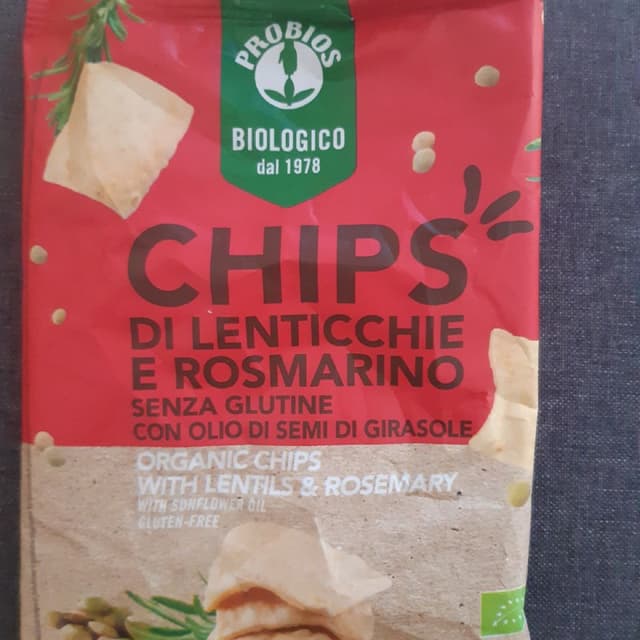 PROBIOS
BIOLOGICO
dal 1978
CHIPS
DI LENTICCHIE
E ROSMARINO
SENZA GLUTINE
CON OLIO DI SEMI DI GIRASOLE
ORGANIC CHIPS
WITH LENTILS & ROSEMARY
WITH SUNFLOWER OIL
GLUTEN-FREE